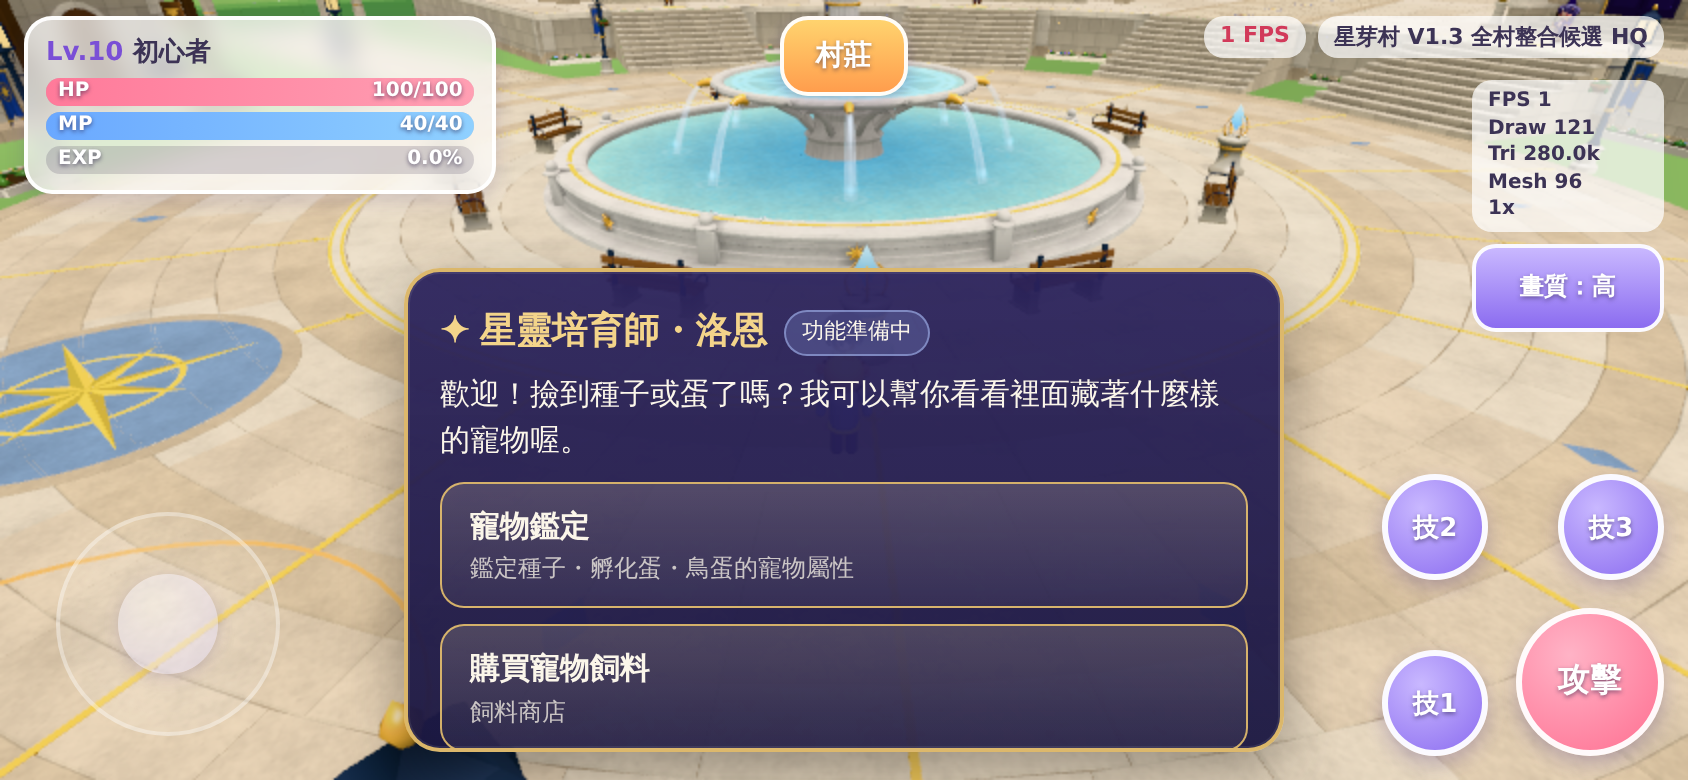 Lv.10 初心者
HP 100/100
MP 40/40
EXP 0.0%
村莊
1 FPS
星芽村 V1.3 全村整合候選 HQ
FPS 1
Draw 121
Tri 280.0k
Mesh 96
1x
畫質：高
✦ 星靈培育師・洛恩
功能準備中
歡迎！撿到種子或蛋了嗎？我可以幫你看看裡面藏著什麼樣
的寵物喔。
寵物鑑定
鑑定種子・孵化蛋・鳥蛋的寵物屬性
購買寵物飼料
飼料商店
技2
技3
技1
攻擊